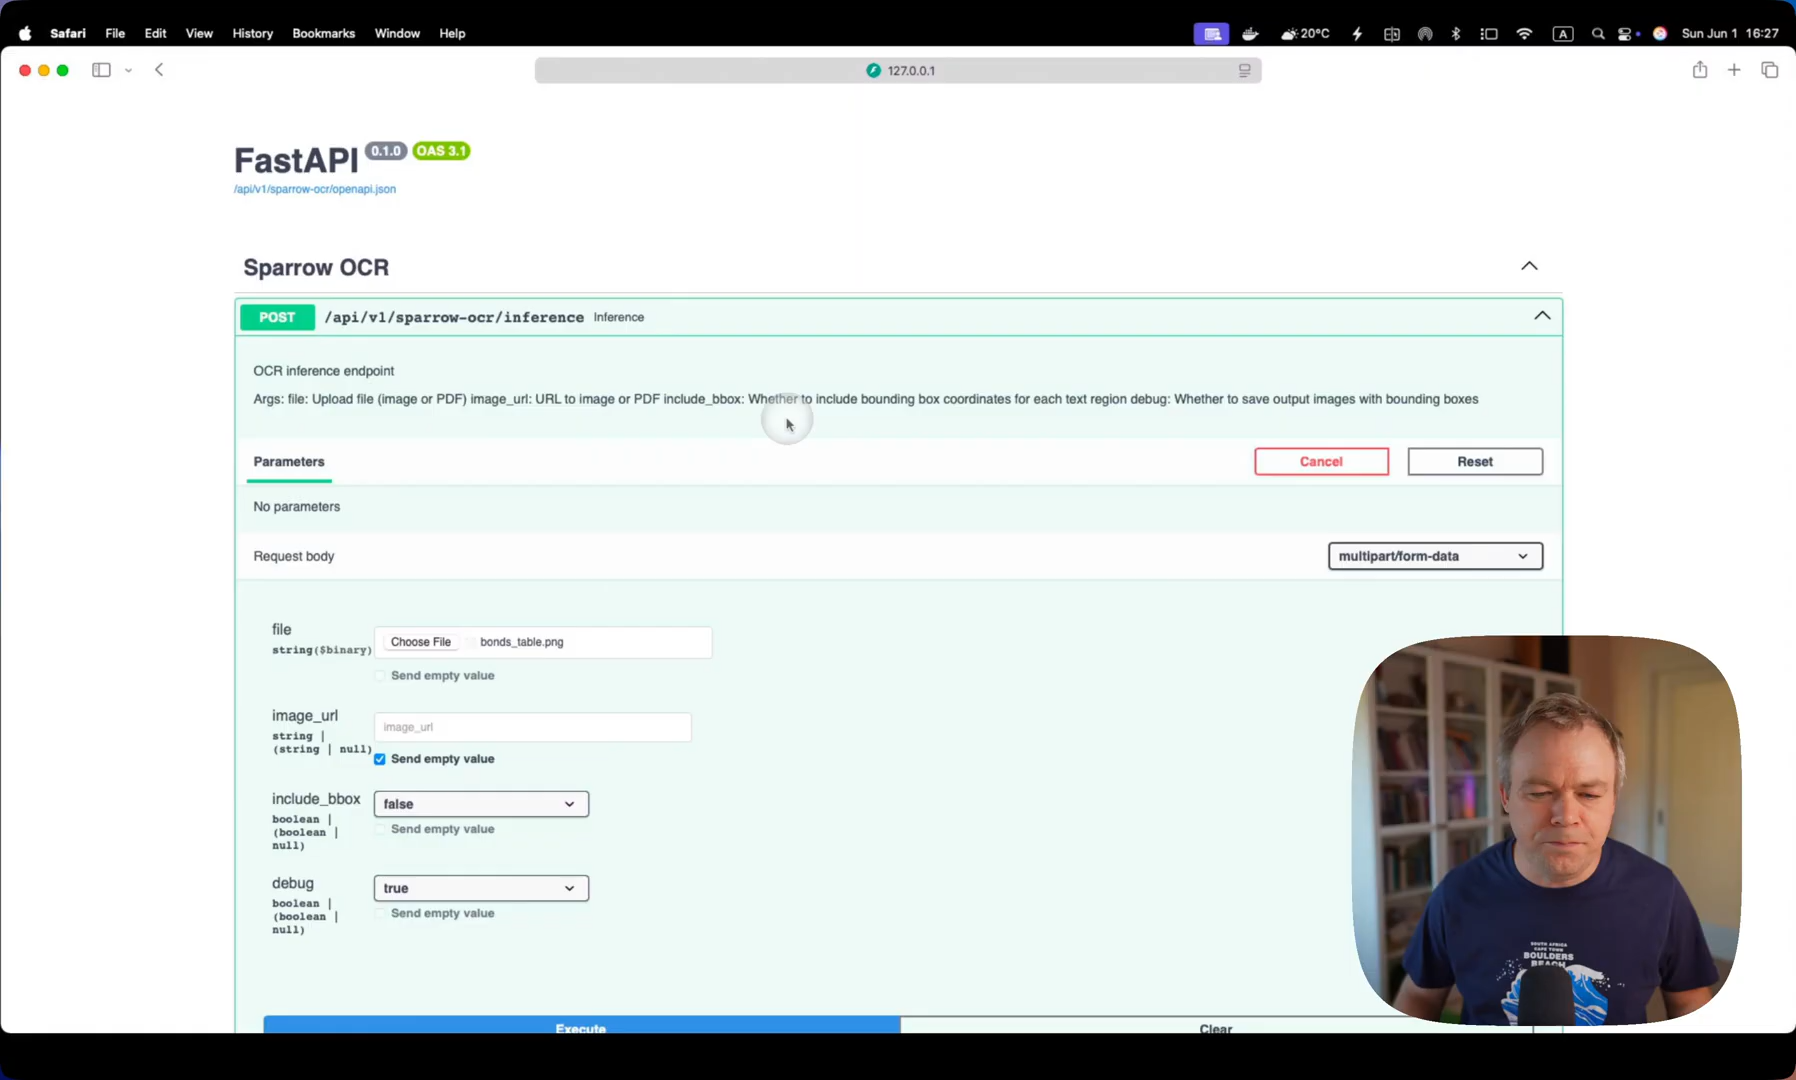 Safari File Edit View History Bookmarks Window Help 20°C A Sun Jun 1 16:27
127.0.0.1
FastAPI 0.1.0 OAS 3.1
/api/v1/sparrow-ocr/openapi.json
Sparrow OCR
POST /api/v1/sparrow-ocr/inference Inference
OCR inference endpoint
Args: file: Upload file (image or PDF) image_url: URL to image or PDF include_bbox: Whether to include bounding box coordinates for each text region debug: Whether to save output images with bounding boxes
Parameters Cancel Reset
No parameters
Request body multipart/form-data
file
string($binary)
Choose File bonds_table.png
Send empty value
image_url
string |
(string | null)
image_url
Send empty value
include_bbox
boolean |
(boolean |
null)
false
Send empty value
debug
boolean |
(boolean |
null)
true
Send empty value
Execute Clear
SOUTH AFRICA
CAPE TOWN
BOULDERS
BEACH